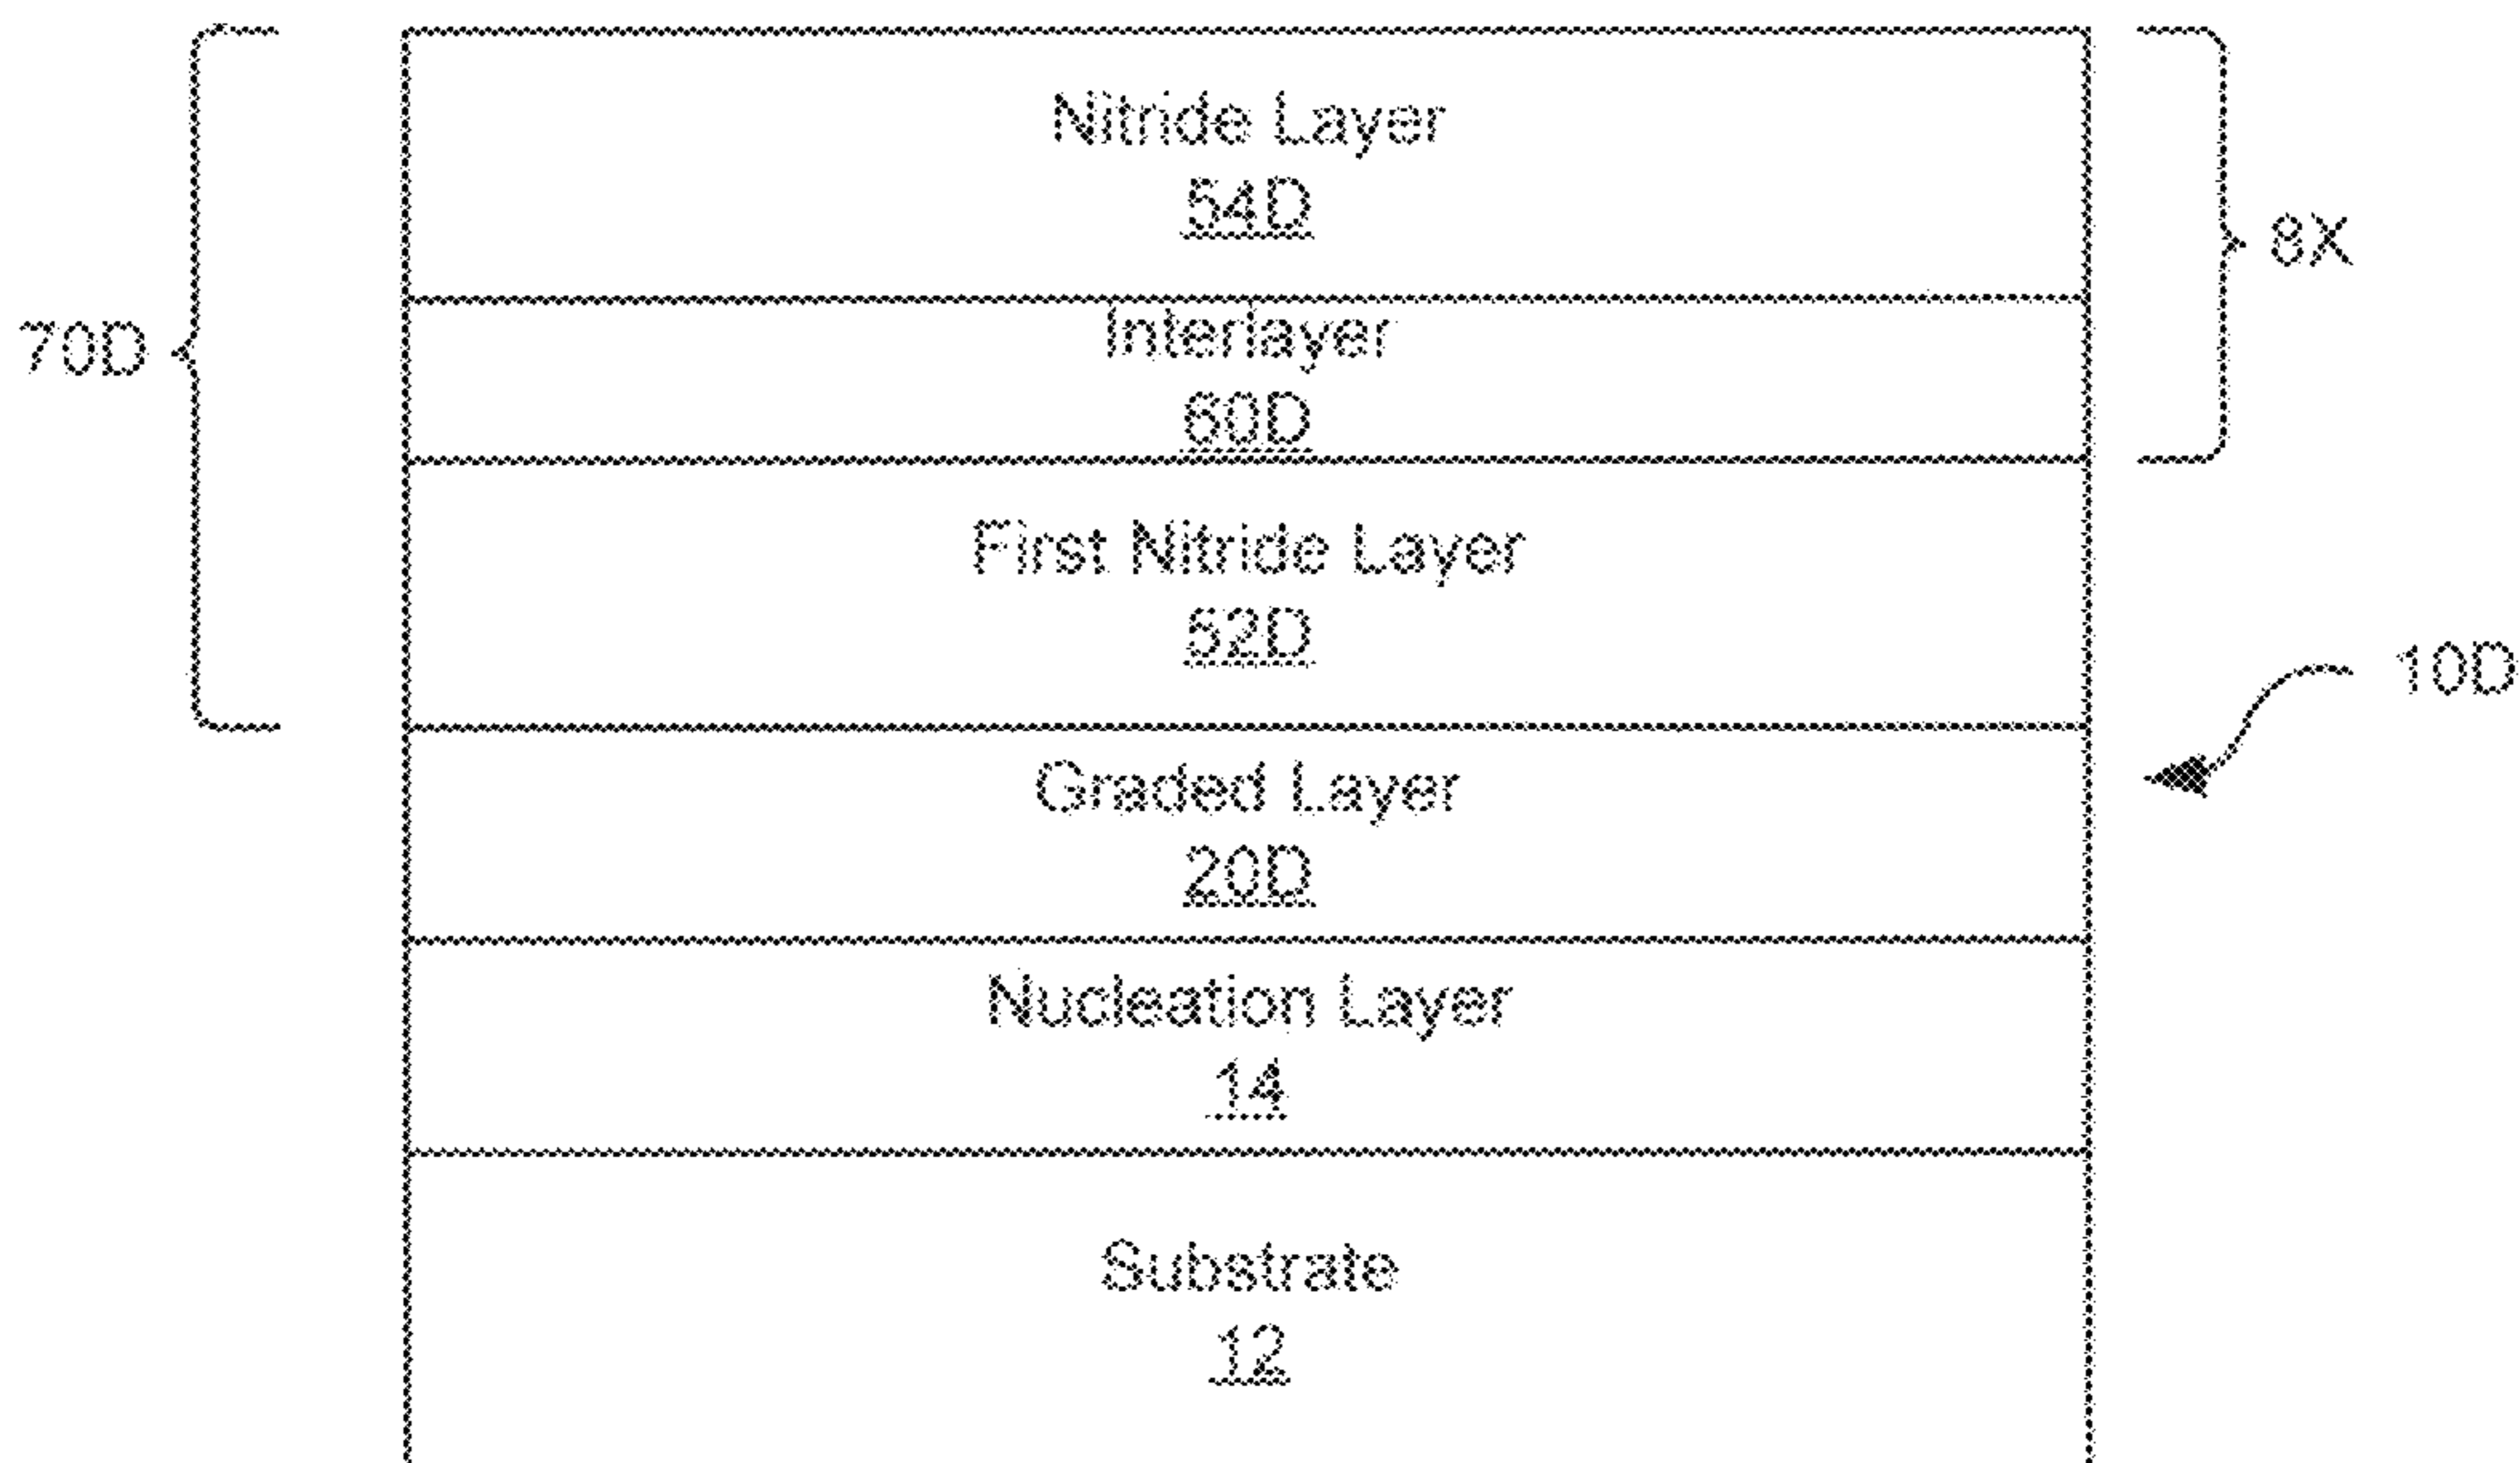 Nitride Layer
54D
8X
70D
Interlayer
60D
First Nitride Layer
52D
10D
Graded Layer
20D
Nucleation Layer
14
Substrate
12